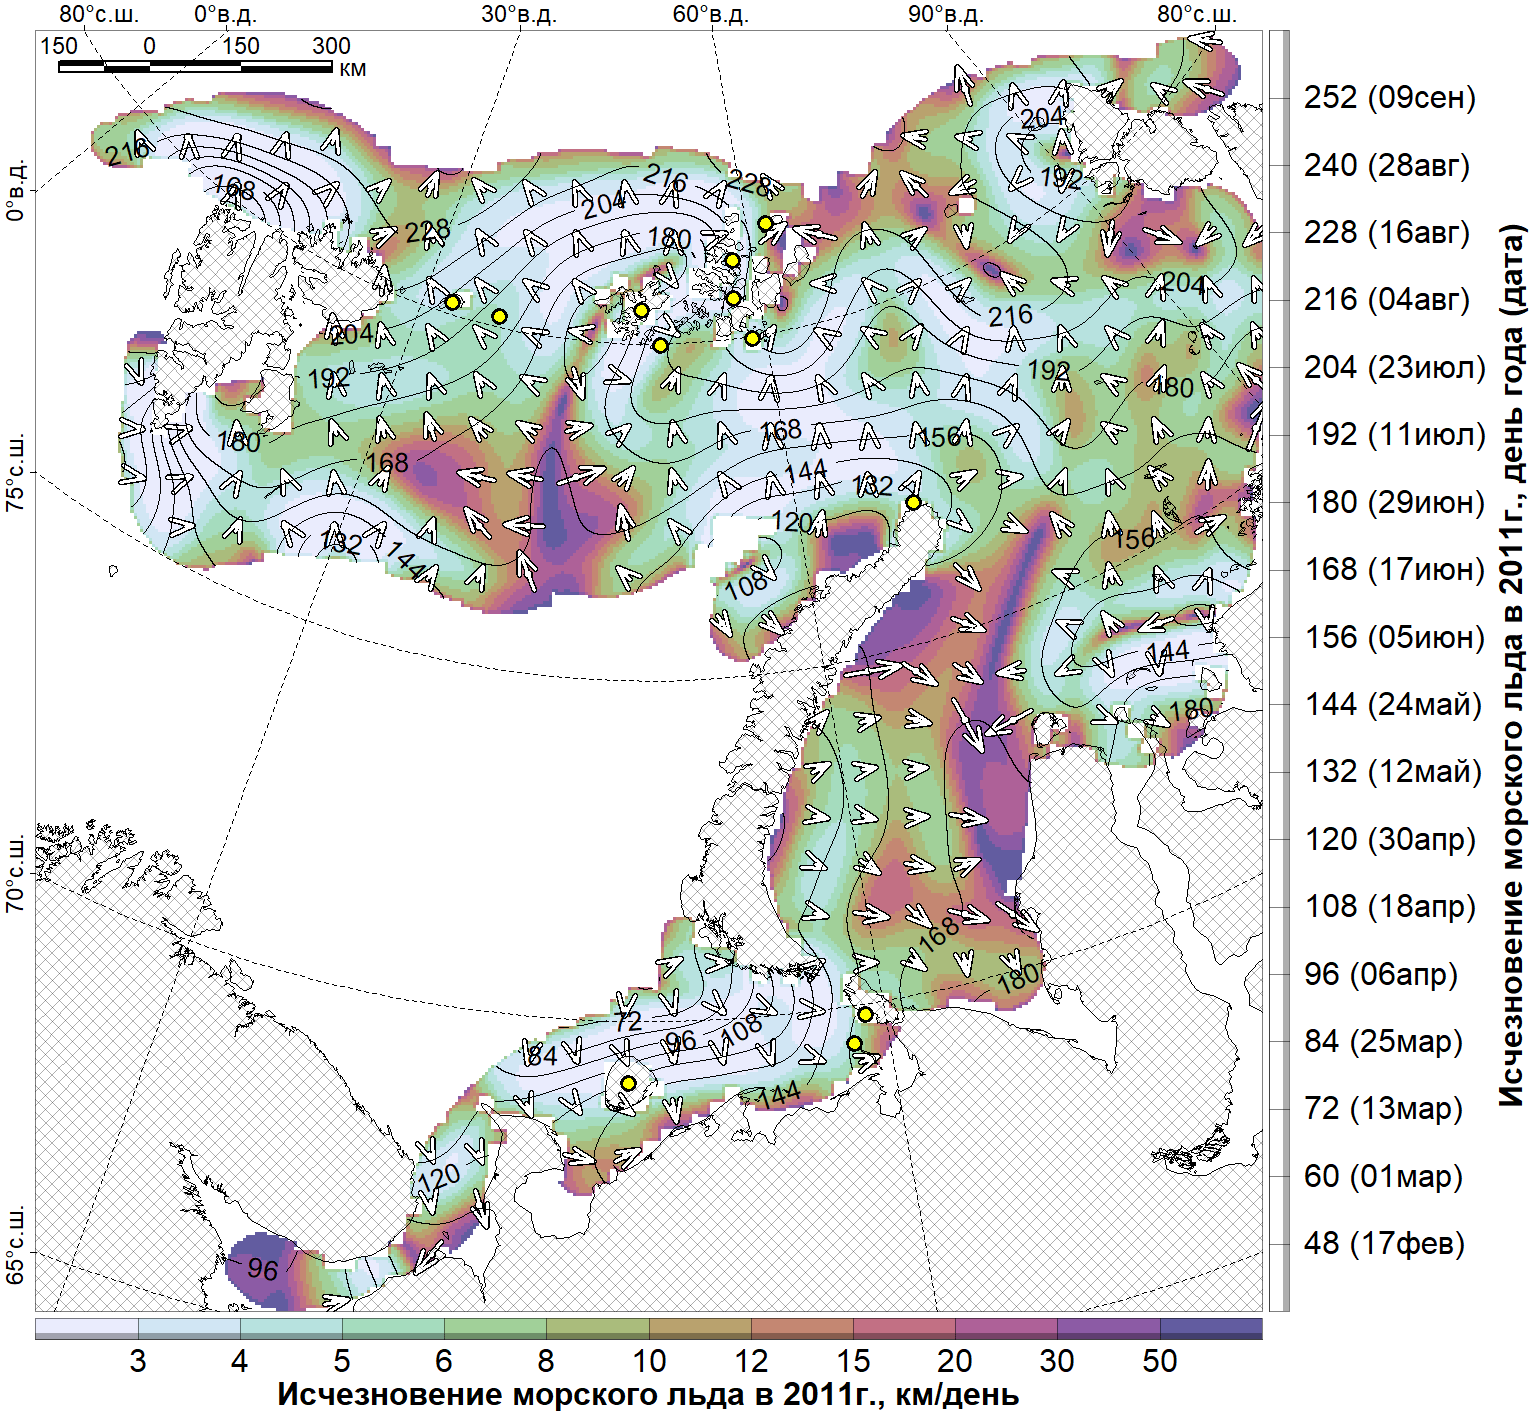 80°с.ш. 0°в.д. 30°в.д. 60°в.д. 90°в.д. 80°с.ш.
150 0 150 300
км
0°в.д.
75°с.ш.
70°с.ш.
65°с.ш.
216
168
228
204
192
180
168
132
144
204
216
180
216
228
204
192
204
216
192
180
168
156
144
132
120
108
156
144
180
168
180
72
84
96
108
144
120
96
252 (09сен)
240 (28авг)
228 (16авг)
216 (04авг)
204 (23июл)
192 (11июл)
180 (29июн)
168 (17июн)
156 (05июн)
144 (24май)
132 (12май)
120 (30апр)
108 (18апр)
96 (06апр)
84 (25мар)
72 (13мар)
60 (01мар)
48 (17фев)
Исчезновение морского льда в 2011г., день года (дата)
3 4 5 6 8 10 12 15 20 30 50
Исчезновение морского льда в 2011г., км/день